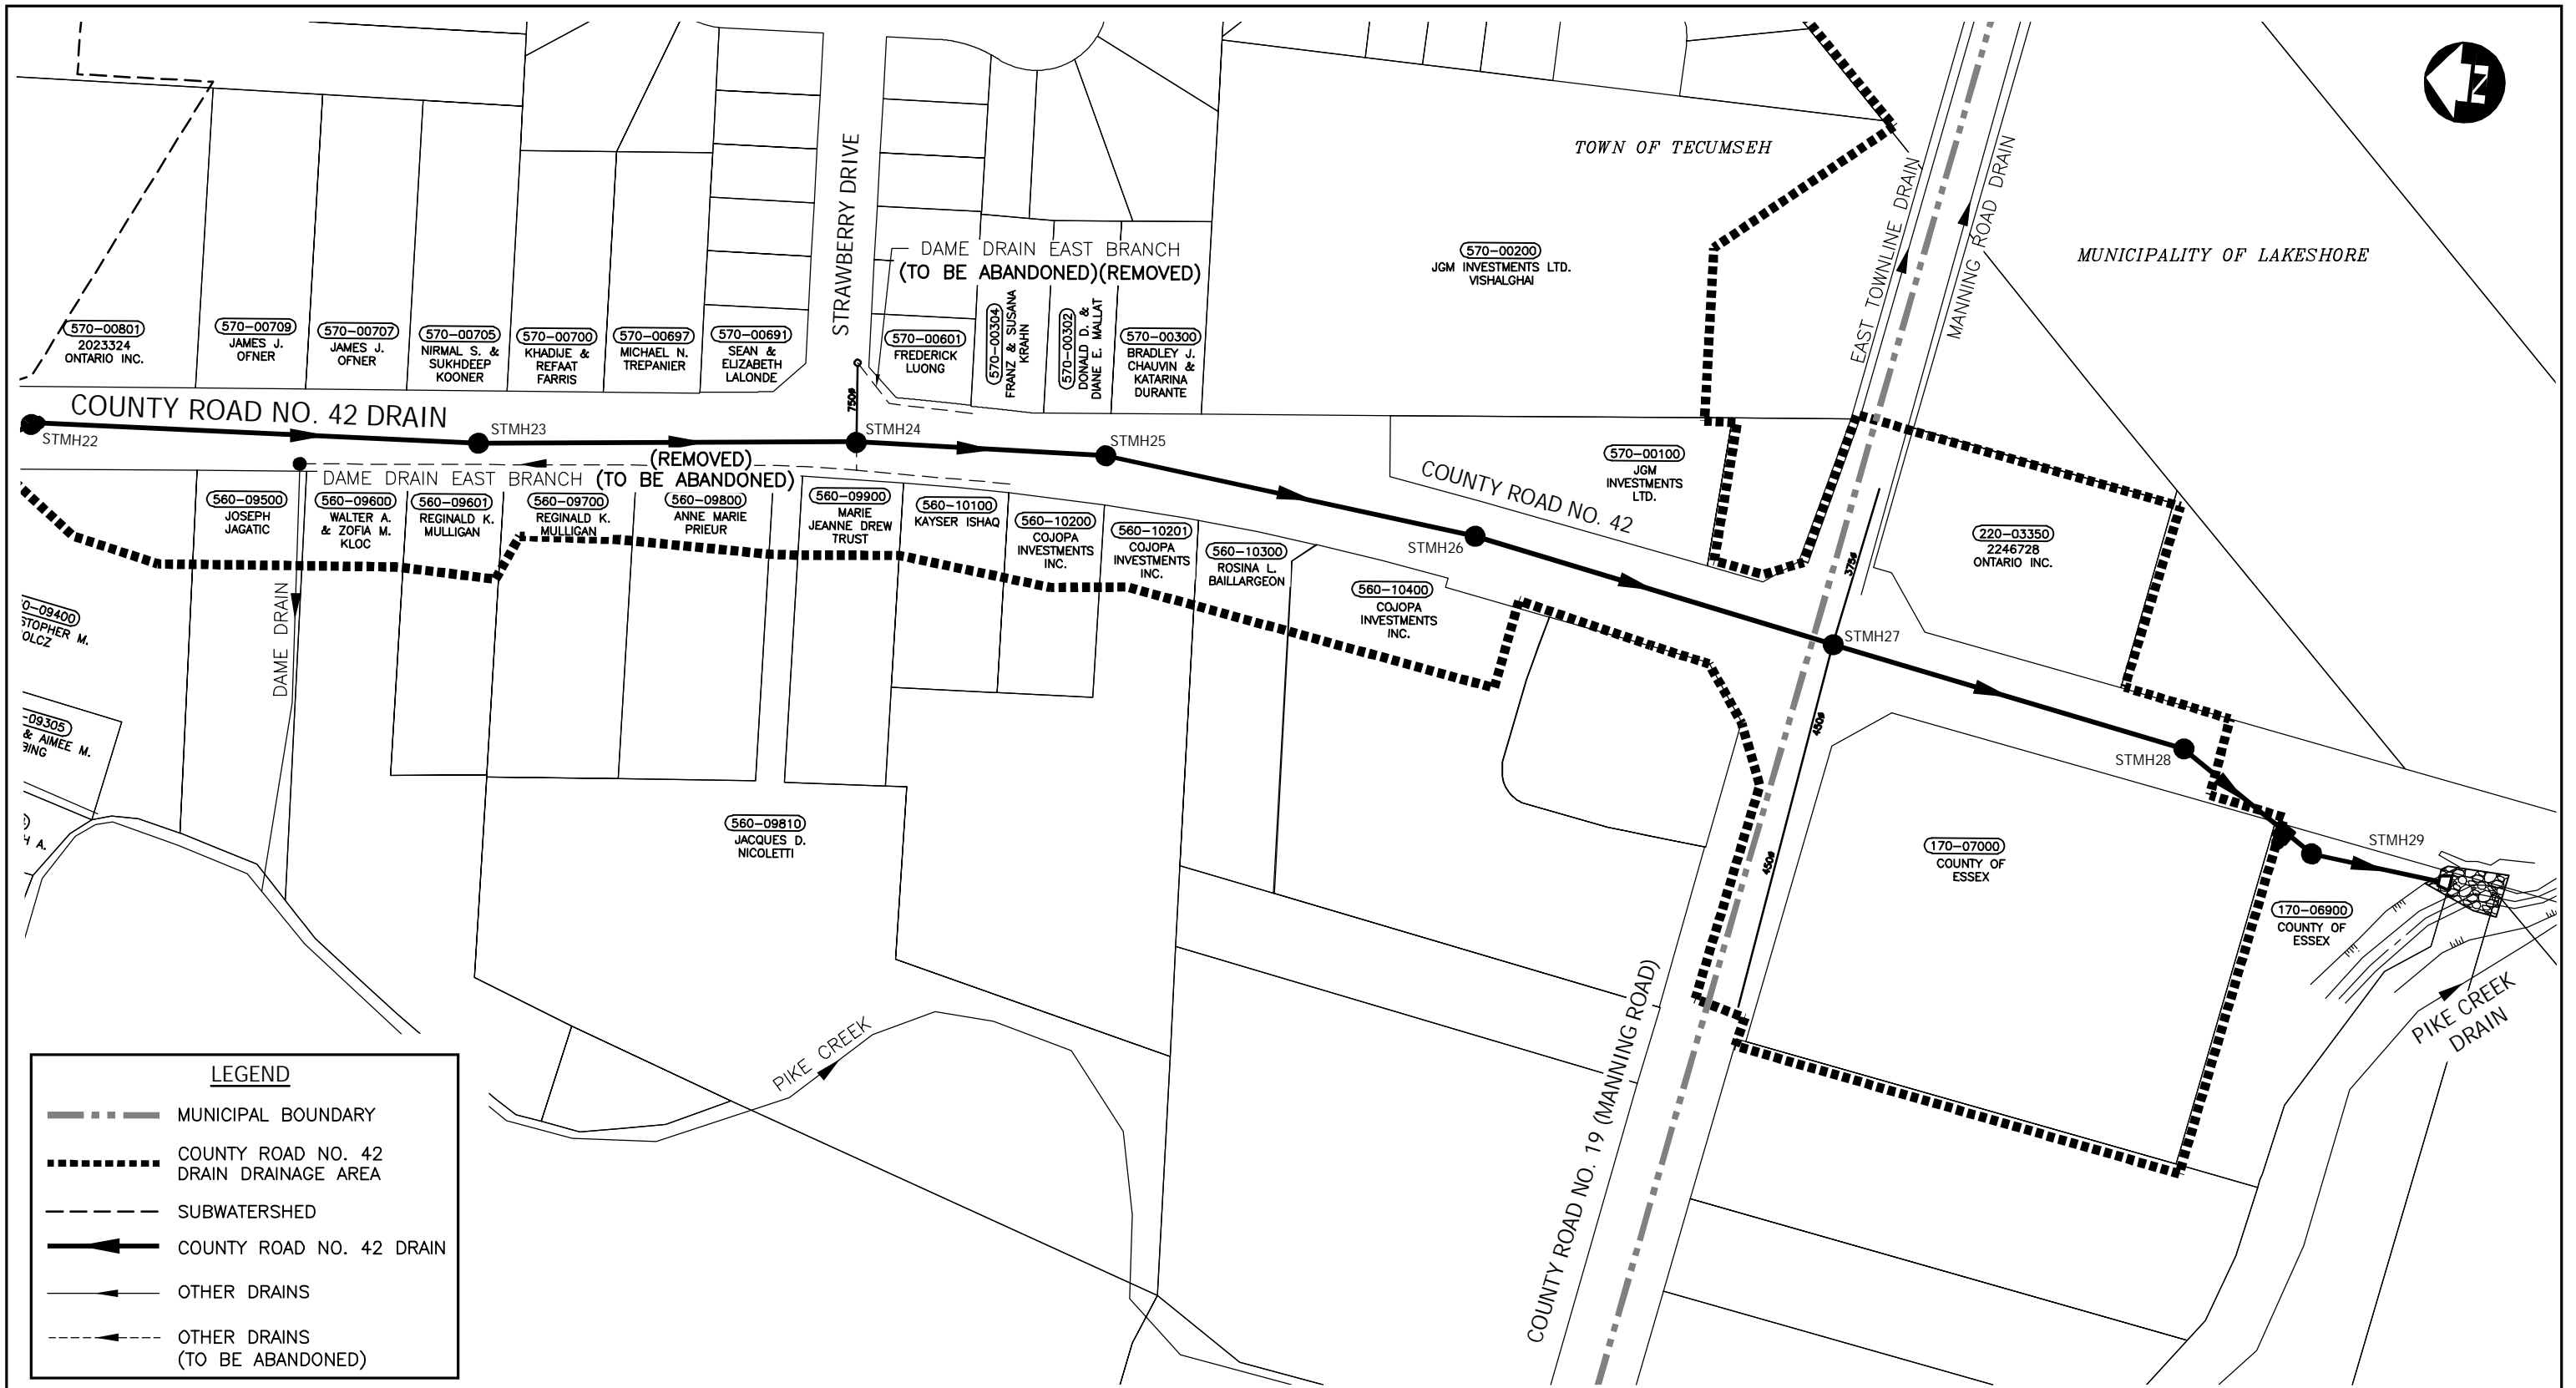 N
TOWN OF TECUMSEH
MUNICIPALITY OF LAKESHORE
STRAWBERRY DRIVE
EAST TOWNLINE DRAIN
MANNING ROAD DRAIN
DAME DRAIN EAST BRANCH
(TO BE ABANDONED)(REMOVED)
570-00200
JGM INVESTMENTS LTD.
VISHALGHAI
570-00801
2023324
ONTARIO INC.
570-00709
JAMES J.
OFNER
570-00707
JAMES J.
OFNER
570-00705
NIRMAL S. &
SUKHDEEP
KOONER
570-00700
KHADIJE &
REFAAT
FARRIS
570-00697
MICHAEL N.
TREPANIER
570-00691
SEAN &
ELIZABETH
LALONDE
570-00601
FREDERICK
LUONG
570-00304
FRANZ & SUSANA
KRAHN
570-00302
DONALD D. &
DIANE E. MALLAT
570-00300
BRADLEY J.
CHAUVIN &
KATARINA
DURANTE
COUNTY ROAD NO. 42 DRAIN
750ø
STMH22
STMH23
STMH24
STMH25
STMH26
STMH27
STMH28
STMH29
(REMOVED)
DAME DRAIN EAST BRANCH (TO BE ABANDONED)
COUNTY ROAD NO. 42
570-00100
JGM
INVESTMENTS
LTD.
375ø
220-03350
2246728
ONTARIO INC.
560-09500
JOSEPH
JAGATIC
560-09600
WALTER A.
& ZOFIA M.
KLOC
560-09601
REGINALD K.
MULLIGAN
560-09700
REGINALD K.
MULLIGAN
560-09800
ANNE MARIE
PRIEUR
560-09900
MARIE
JEANNE DREW
TRUST
560-10100
KAYSER ISHAQ
560-10200
COJOPA
INVESTMENTS
INC.
560-10201
COJOPA
INVESTMENTS
INC.
560-10300
ROSINA L.
BAILLARGEON
560-10400
COJOPA
INVESTMENTS
INC.
0-09400
STOPHER M.
OLCZ
-09305
& AIMEE M.
BING
H A.
DAME DRAIN
450ø
450ø
560-09810
JACQUES D.
NICOLETTI
170-07000
COUNTY OF
ESSEX
170-06900
COUNTY OF
ESSEX
PIKE CREEK
PIKE CREEK
DRAIN
COUNTY ROAD NO. 19 (MANNING ROAD)
LEGEND
MUNICIPAL BOUNDARY
COUNTY ROAD NO. 42
DRAIN DRAINAGE AREA
SUBWATERSHED
COUNTY ROAD NO. 42 DRAIN
OTHER DRAINS
OTHER DRAINS
(TO BE ABANDONED)